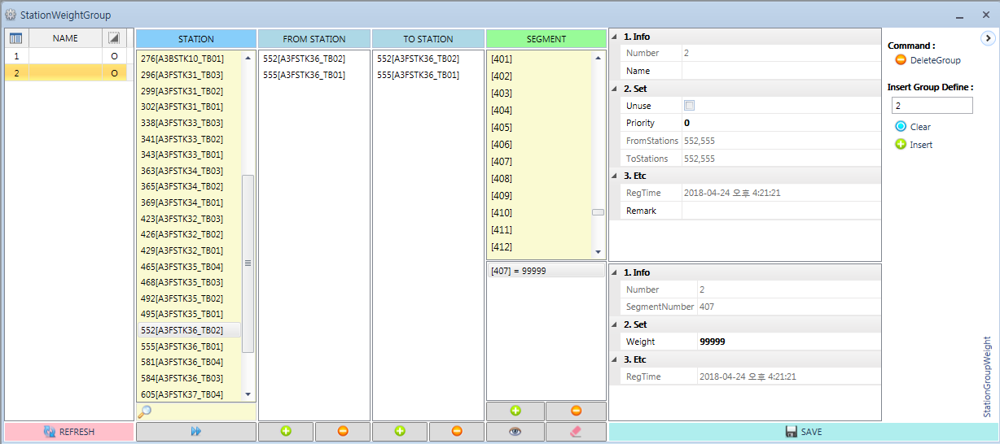 StationWeightGroup
NAME
1 O
2 O
REFRESH
STATION
276[A3BSTK10_TB01]
296[A3FSTK31_TB03]
299[A3FSTK31_TB02]
302[A3FSTK31_TB01]
338[A3FSTK33_TB03]
341[A3FSTK33_TB02]
343[A3FSTK33_TB01]
363[A3FSTK34_TB03]
365[A3FSTK34_TB02]
369[A3FSTK34_TB01]
423[A3FSTK32_TB03]
426[A3FSTK32_TB02]
429[A3FSTK32_TB01]
465[A3FSTK35_TB04]
468[A3FSTK35_TB03]
492[A3FSTK35_TB02]
495[A3FSTK35_TB01]
552[A3FSTK36_TB02]
555[A3FSTK36_TB01]
581[A3FSTK36_TB04]
584[A3FSTK36_TB03]
605[A3FSTK37_TB04]
FROM STATION
552[A3FSTK36_TB02]
555[A3FSTK36_TB01]
TO STATION
552[A3FSTK36_TB02]
555[A3FSTK36_TB01]
SEGMENT
[401]
[402]
[403]
[404]
[405]
[406]
[407]
[408]
[409]
[410]
[411]
[412]
[407] = 99999
1. Info
Number 2
Name
2. Set
Unuse
Priority 0
FromStations 552,555
ToStations 552,555
3. Etc
RegTime 2018-04-24 오후 4:21:21
Remark
1. Info
Number 2
SegmentNumber 407
2. Set
Weight 99999
3. Etc
RegTime 2018-04-24 오후 4:21:21
SAVE
Command :
DeleteGroup
Insert Group Define :
2
Clear
Insert
StationGroupWeight